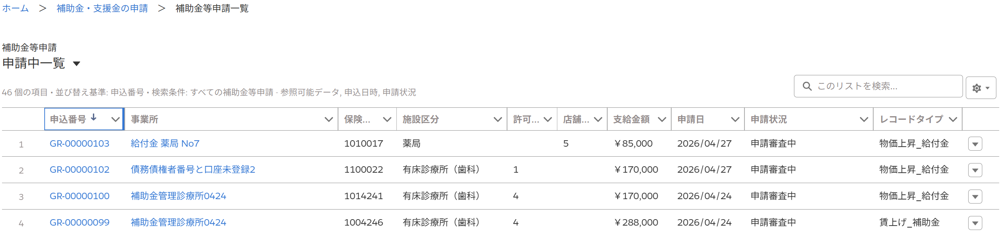 ホーム ＞ 補助金・支援金の申請 ＞ 補助金等申請一覧
補助金等申請
申請中一覧
46 個の項目・並び替え基準: 申込番号・検索条件: すべての補助金等申請 - 参照可能データ, 申込日時, 申請状況
このリストを検索...
申込番号 ↓ 事業所 保険... 施設区分 許可... 店舗... 支給金額 申請日 申請状況 レコードタイプ
1 GR-00000103 給付金 薬局 No7 1010017 薬局 5 ￥85,000 2026/04/27 申請審査中 物価上昇_給付金
2 GR-00000102 債務債権者番号と口座未登録2 1100022 有床診療所（歯科） 1 ￥170,000 2026/04/27 申請審査中 物価上昇_給付金
3 GR-00000100 補助金管理診療所0424 1014241 有床診療所（歯科） 4 ￥170,000 2026/04/24 申請審査中 物価上昇_給付金
4 GR-00000099 補助金管理診療所0424 1004246 有床診療所（歯科） 4 ￥288,000 2026/04/24 申請審査中 賃上げ_補助金